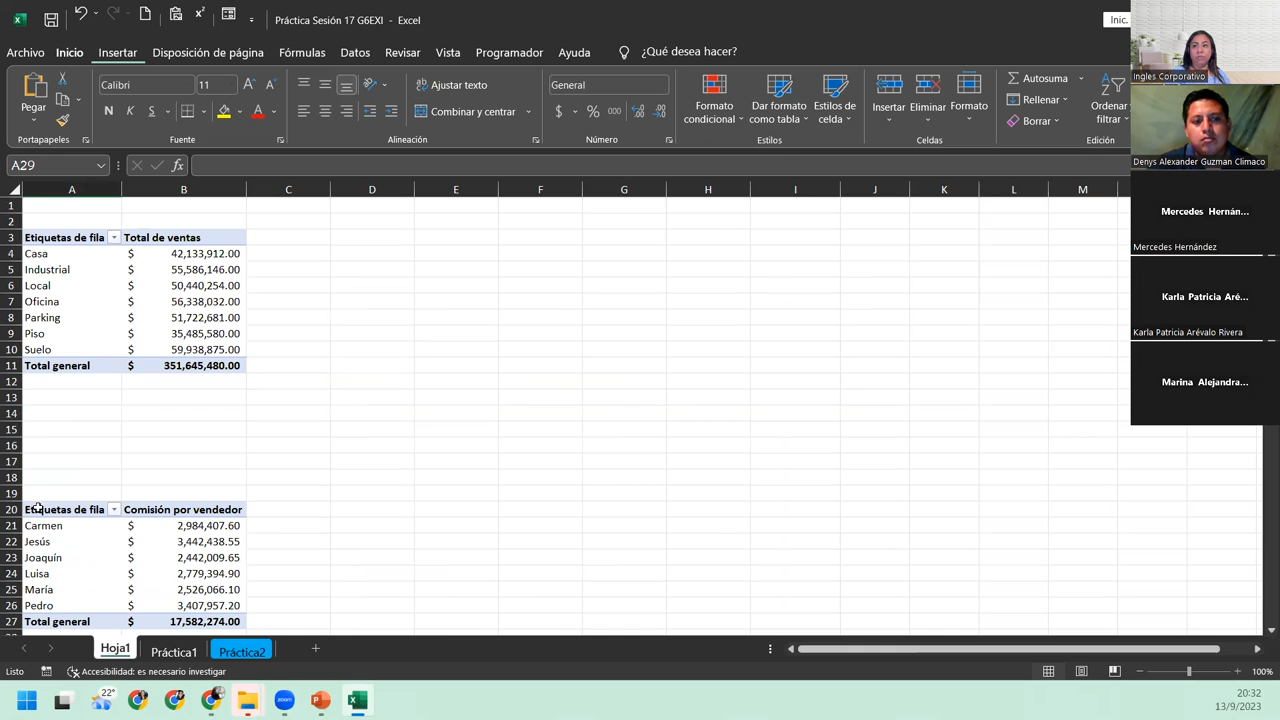 Práctica Sesión 17 G6EXI - Excel
Inic.
Archivo Inicio Insertar Disposición de página Fórmulas Datos Revisar Vista Programador Ayuda ¿Qué desea hacer?
Pegar
Calibri 11
N K S
Combinar y centrar
General
Formato condicional
Dar formato como tabla
Estilos de celda
Insertar Eliminar Formato
Autosuma
Rellenar
Borrar
Ordenar filtrar
Portapapeles Fuente Alineación Número Estilos Celdas Edición
A29
A B C D E F G H I J K L M
1
2
3 Etiquetas de fila Total de ventas
4 Casa $ 42,133,912.00
5 Industrial $ 55,586,146.00
6 Local $ 50,440,254.00
7 Oficina $ 56,338,032.00
8 Parking $ 51,722,681.00
9 Piso $ 35,485,580.00
10 Suelo $ 59,938,875.00
11 Total general $ 351,645,480.00
12
13
14
15
16
17
18
19
20 Etiquetas de fila Comisión por vendedor
21 Carmen $ 2,984,407.60
22 Jesús $ 3,442,438.55
23 Joaquín $ 2,442,009.65
24 Luisa $ 2,779,394.90
25 María $ 2,526,066.10
26 Pedro $ 3,407,957.20
27 Total general $ 17,582,274.00
Hoja1 Práctica1 Práctica2
Listo Accesibilidad: es necesario investigar 100%
22°
20:32
13/9/2023
Ingles Corporativo
Denys Alexander Guzman Climaco
Mercedes Hernán...
Mercedes Hernández
Karla Patricia Aré...
Karla Patricia Arévalo Rivera
Marina Alejandra...